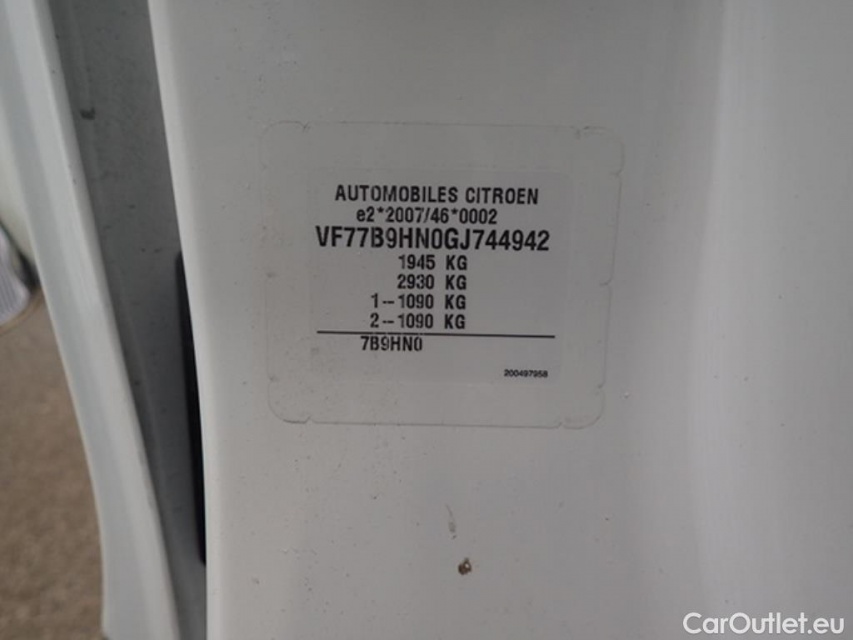 AUTOMOBILES CITROEN
e2*2007/46*0002
VF77B9HN0GJ744942
1945 KG
2930 KG
1--1090 KG
2--1090 KG
7B9HN0
200497958
CarOutlet.eu